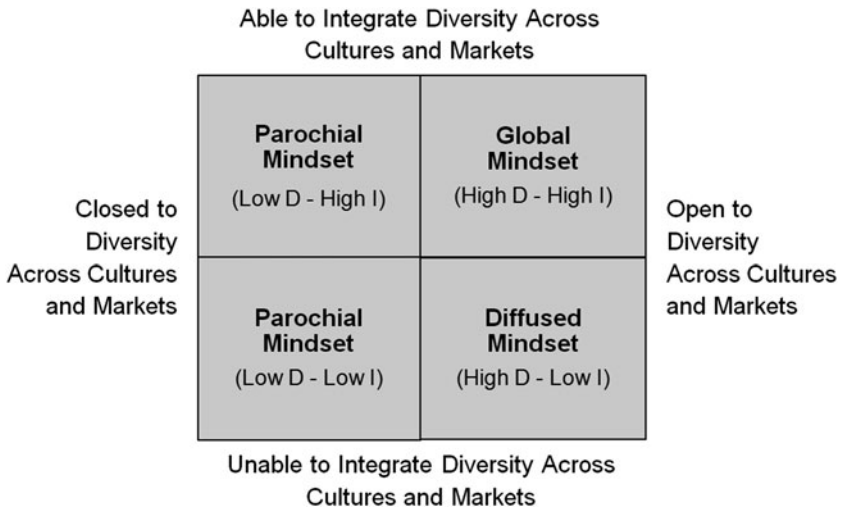 Able to Integrate Diversity Across
Cultures and Markets
Parochial
Mindset
(Low D - High I)
Global
Mindset
(High D - High I)
Closed to
Diversity
Across Cultures
and Markets
Open to
Diversity
Across Cultures
and Markets
Parochial
Mindset
(Low D - Low I)
Diffused
Mindset
(High D - Low I)
Unable to Integrate Diversity Across
Cultures and Markets